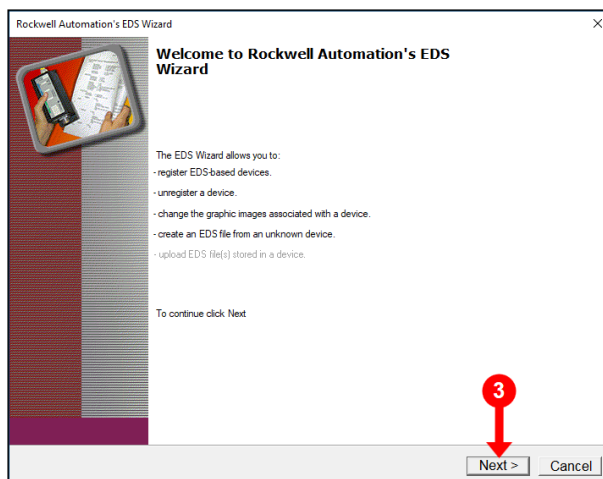 Rockwell Automation's EDS Wizard
Welcome to Rockwell Automation's EDS
Wizard
The EDS Wizard allows you to:
- register EDS-based devices.
- unregister a device.
- change the graphic images associated with a device.
- create an EDS file from an unknown device.
- upload EDS file(s) stored in a device.
To continue click Next
3
Next >
Cancel